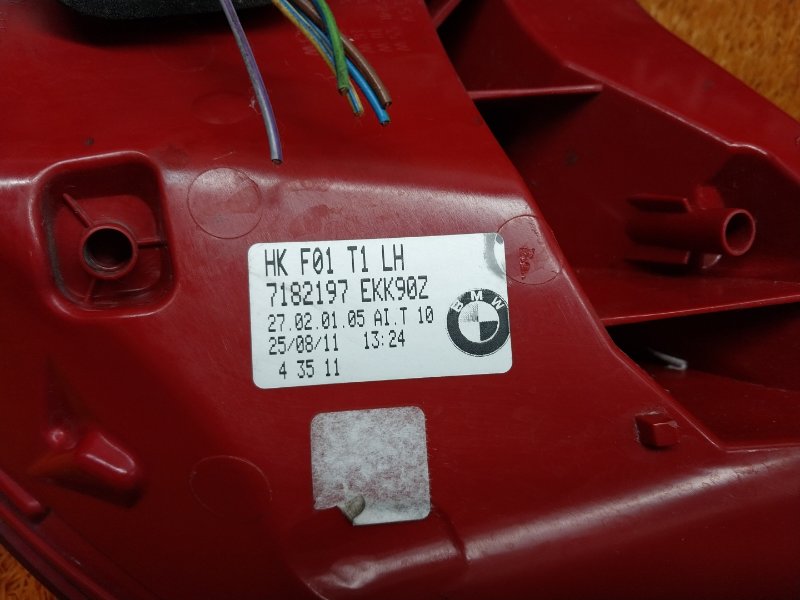 HK F01 T1 LH
7182197 EKK90Z
27.02.01.05 AI.T 10
25/08/11 13:24
4 35 11
BMW